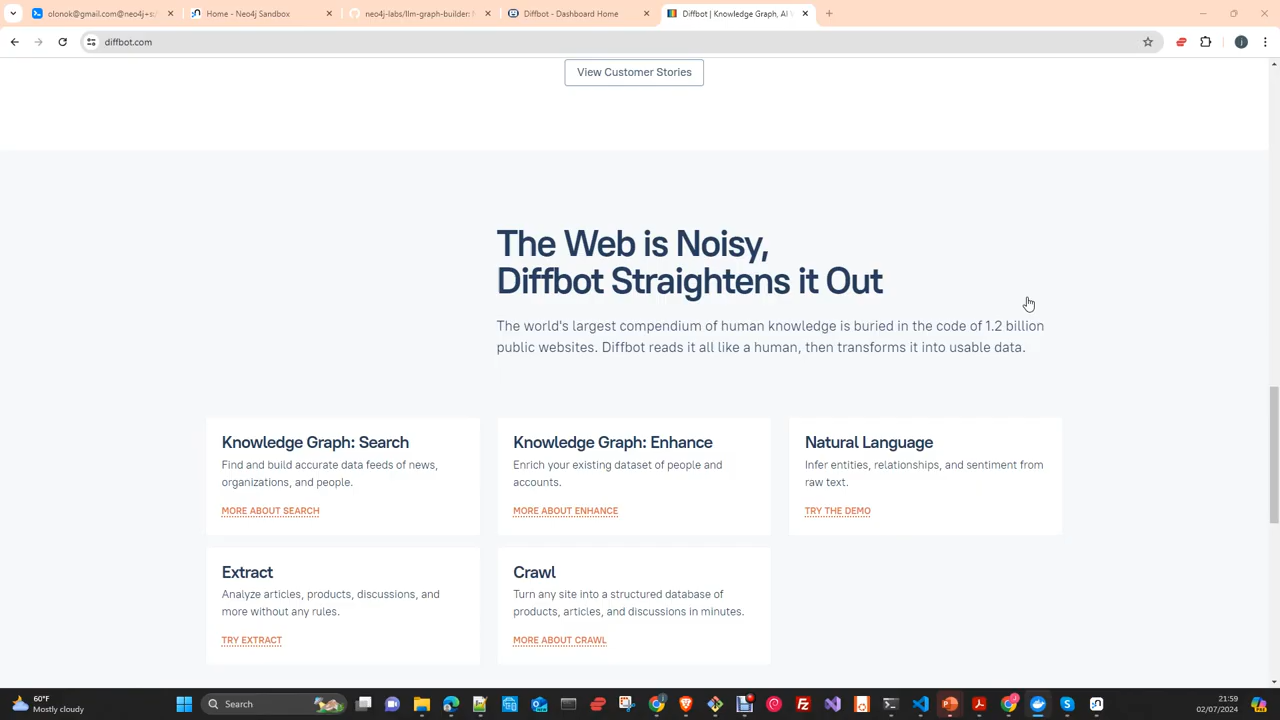 olonok@gmail.com@neo4j+s
Home - Neo4j Sandbox
neo4j-labs/llm-graph-builder:
Diffbot - Dashboard Home
Diffbot | Knowledge Graph, AI
diffbot.com
View Customer Stories
The Web is Noisy,
Diffbot Straightens it Out
The world's largest compendium of human knowledge is buried in the code of 1.2 billion
public websites. Diffbot reads it all like a human, then transforms it into usable data.
Knowledge Graph: Search
Find and build accurate data feeds of news,
organizations, and people.
MORE ABOUT SEARCH
Knowledge Graph: Enhance
Enrich your existing dataset of people and
accounts.
MORE ABOUT ENHANCE
Natural Language
Infer entities, relationships, and sentiment from
raw text.
TRY THE DEMO
Extract
Analyze articles, products, discussions, and
more without any rules.
TRY EXTRACT
Crawl
Turn any site into a structured database of
products, articles, and discussions in minutes.
MORE ABOUT CRAWL
60°F
Mostly cloudy
Search
21:59
02/07/2024